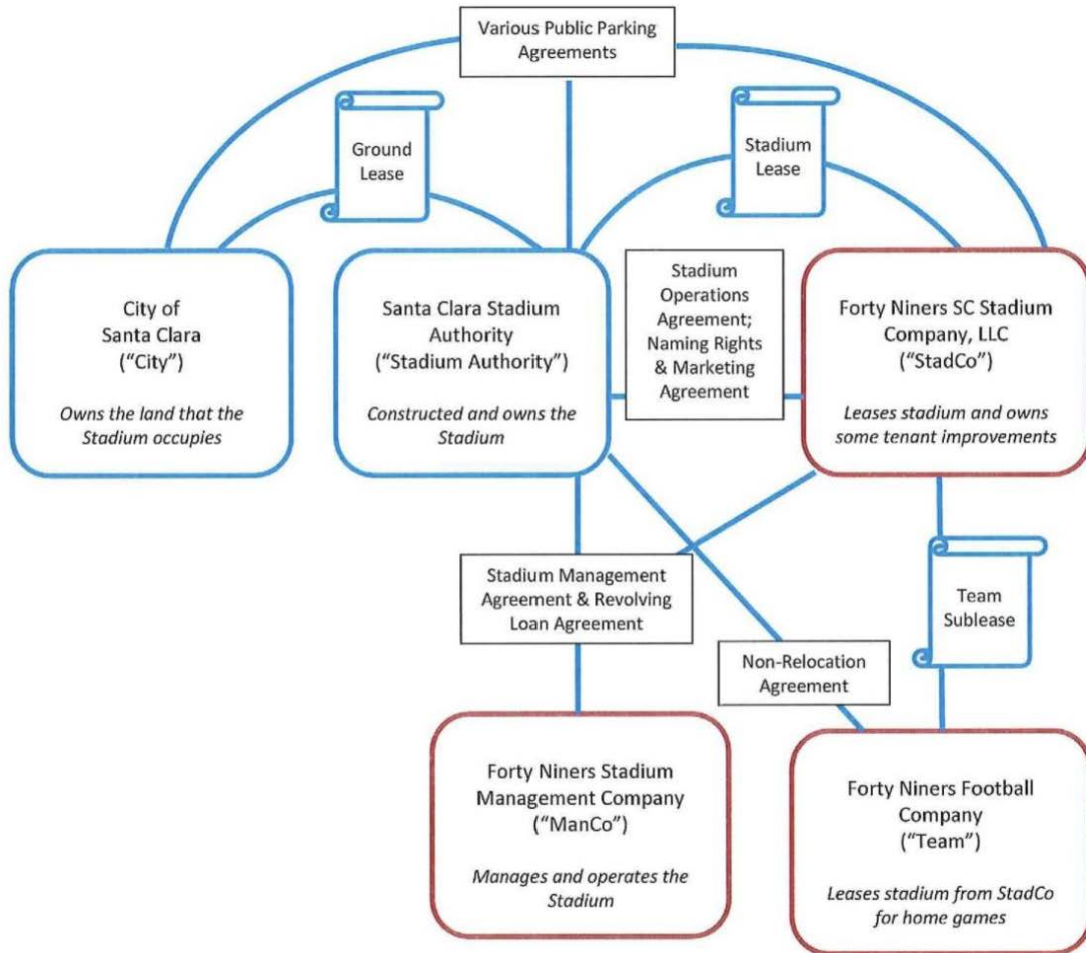 Various Public Parking
Agreements
Ground
Lease
Stadium
Lease
City of
Santa Clara
("City")
Owns the land that the
Stadium occupies
Santa Clara Stadium
Authority
("Stadium Authority")
Constructed and owns the
Stadium
Stadium
Operations
Agreement;
Naming Rights
& Marketing
Agreement
Forty Niners SC Stadium
Company, LLC
("StadCo")
Leases stadium and owns
some tenant improvements
Stadium Management
Agreement & Revolving
Loan Agreement
Non-Relocation
Agreement
Team
Sublease
Forty Niners Stadium
Management Company
("ManCo")
Manages and operates the
Stadium
Forty Niners Football
Company
("Team")
Leases stadium from StadCo
for home games